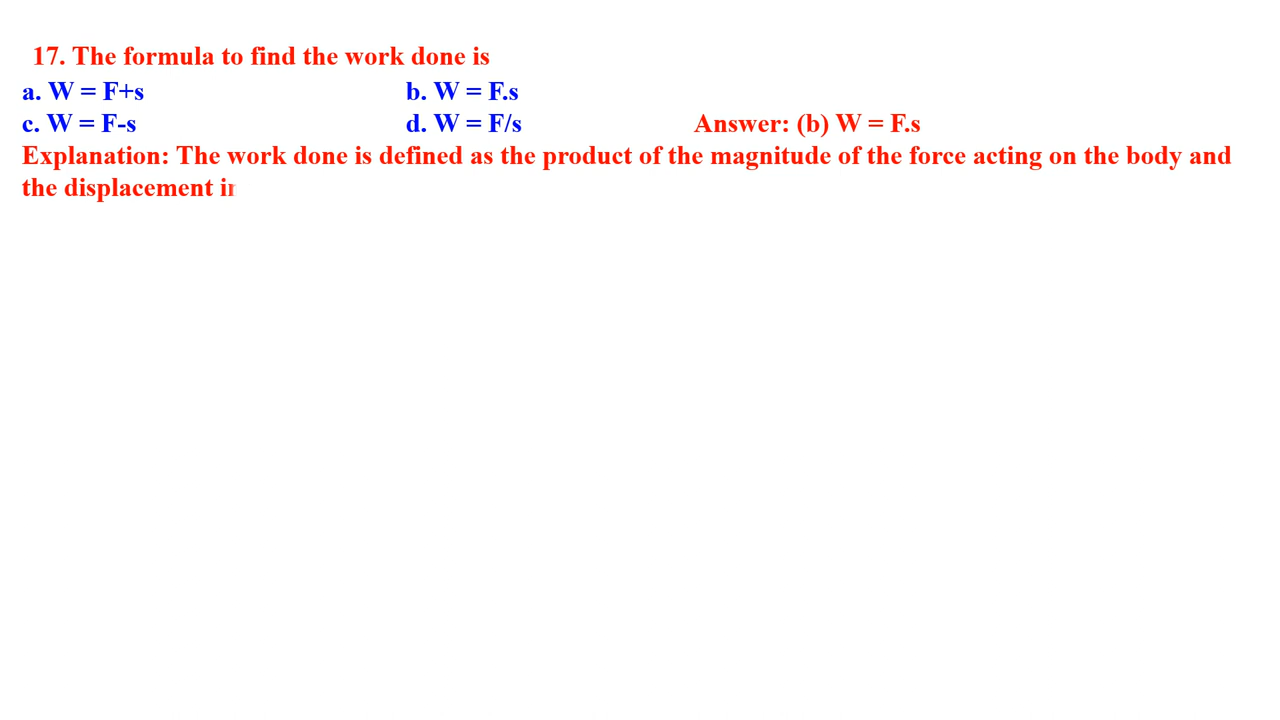 17. The formula to find the work done is
a. W = F+s b. W = F.s
c. W = F-s d. W = F/s Answer: (b) W = F.s
Explanation: The work done is defined as the product of the magnitude of the force acting on the body and
the displacement